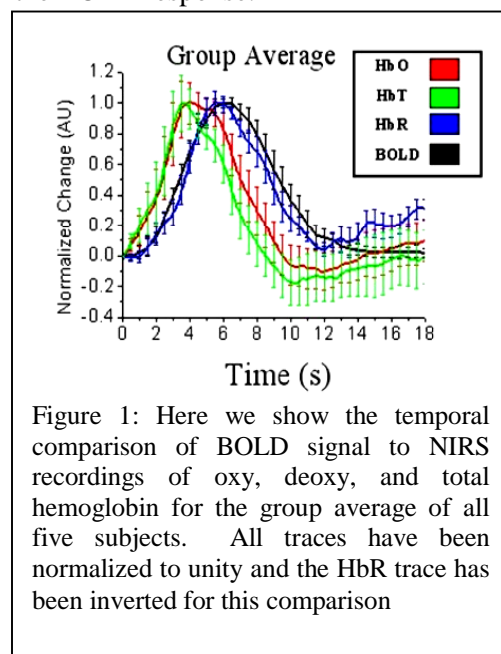 the response.
Group Average
HbO
HbT
HbR
BOLD
Normalized Change (AU)
1.2
1.0
0.8
0.6
0.4
0.2
0.0
-0.2
-0.4
0 2 4 6 8 10 12 14 16 18
Time (s)
Figure 1: Here we show the temporal
comparison of BOLD signal to NIRS
recordings of oxy, deoxy, and total
hemoglobin for the group average of all
five subjects. All traces have been
normalized to unity and the HbR trace has
been inverted for this comparison